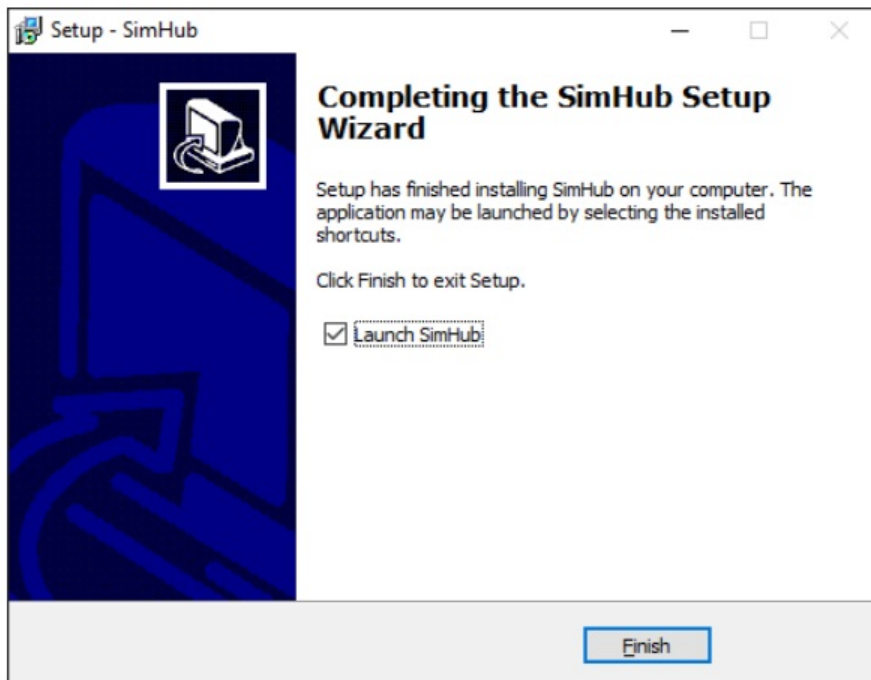 Setup - SimHub
Completing the SimHub Setup
Wizard
Setup has finished installing SimHub on your computer. The
application may be launched by selecting the installed
shortcuts.
Click Finish to exit Setup.
Launch SimHub
Finish